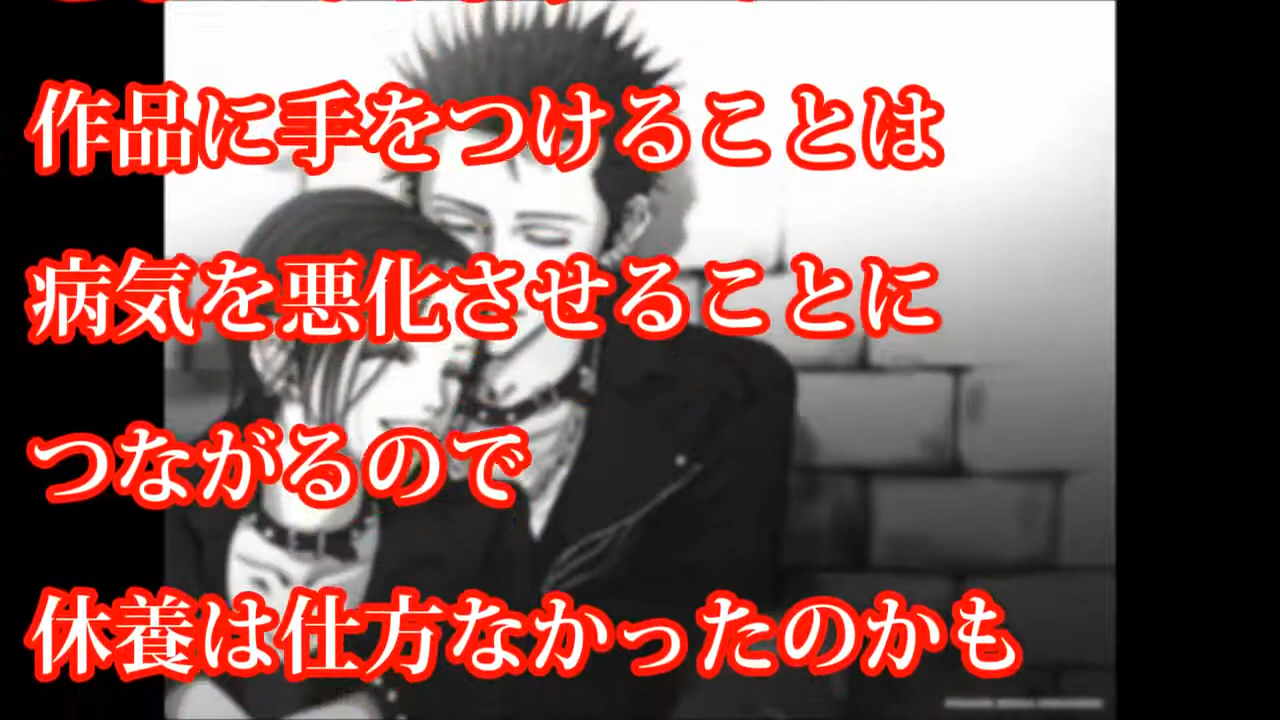 作品に手をつけることは
病気を悪化させることに
つながるので
休養は仕方なかったのかも